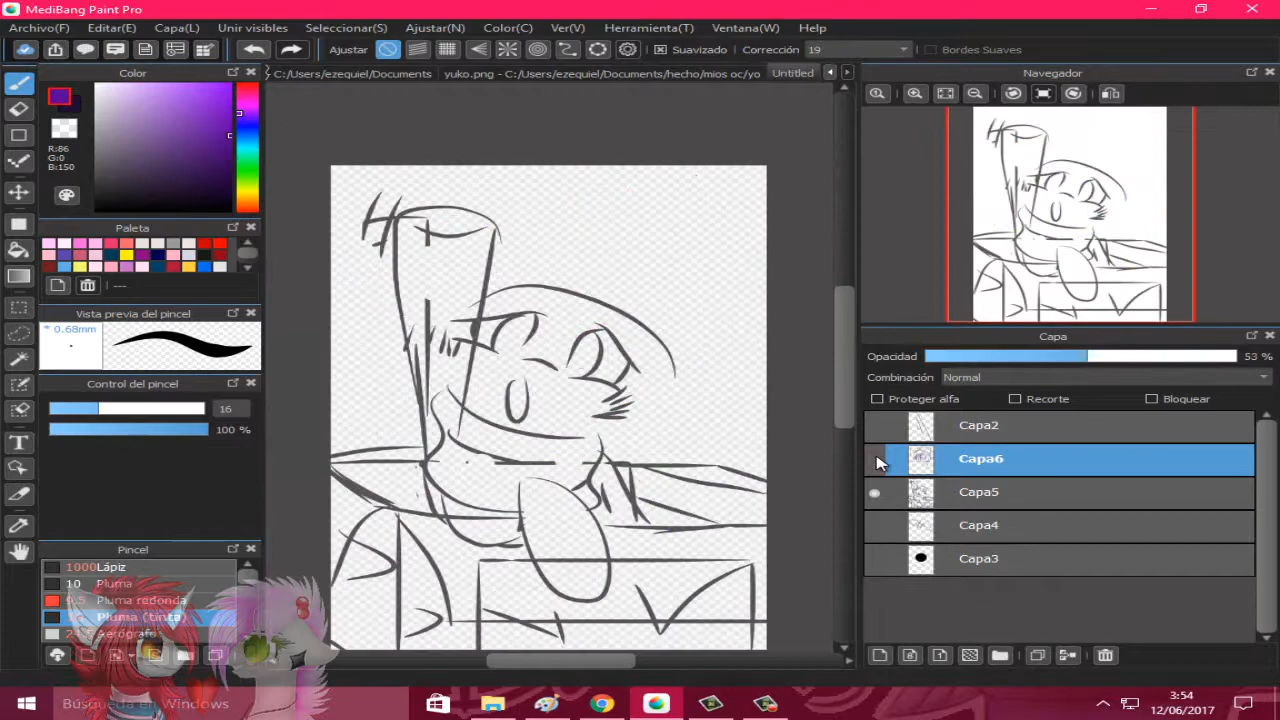 MediBang Paint Pro
Archivo(F) Editar(E) Capa(L) Unir visibles Seleccionar(S) Ajustar(N) Color(C) Ver(V) Herramienta(T) Ventana(W) Help
Ajustar Suavizado Corrección 19 Bordes Suaves
Color
C:/Users/ezequiel/Documents yuko.png - C:/Users/ezequiel/Documents/hecho/mios oc/yo Untitled
Navegador
R:86
G:0
B:150
Paleta
---
Vista previa del pincel
* 0.68mm
Control del pincel
16
100 %
Pincel
1000 Lápiz
10 Pluma
9.5 Pluma redonda
Pluma (tinta)
Aerógrafo
Capa
Opacidad 53 %
Combinación Normal
Proteger alfa Recorte Bloquear
Capa2
Capa6
Capa5
Capa4
Capa3
T
Búsqueda en Windows
3:54
12/06/2017